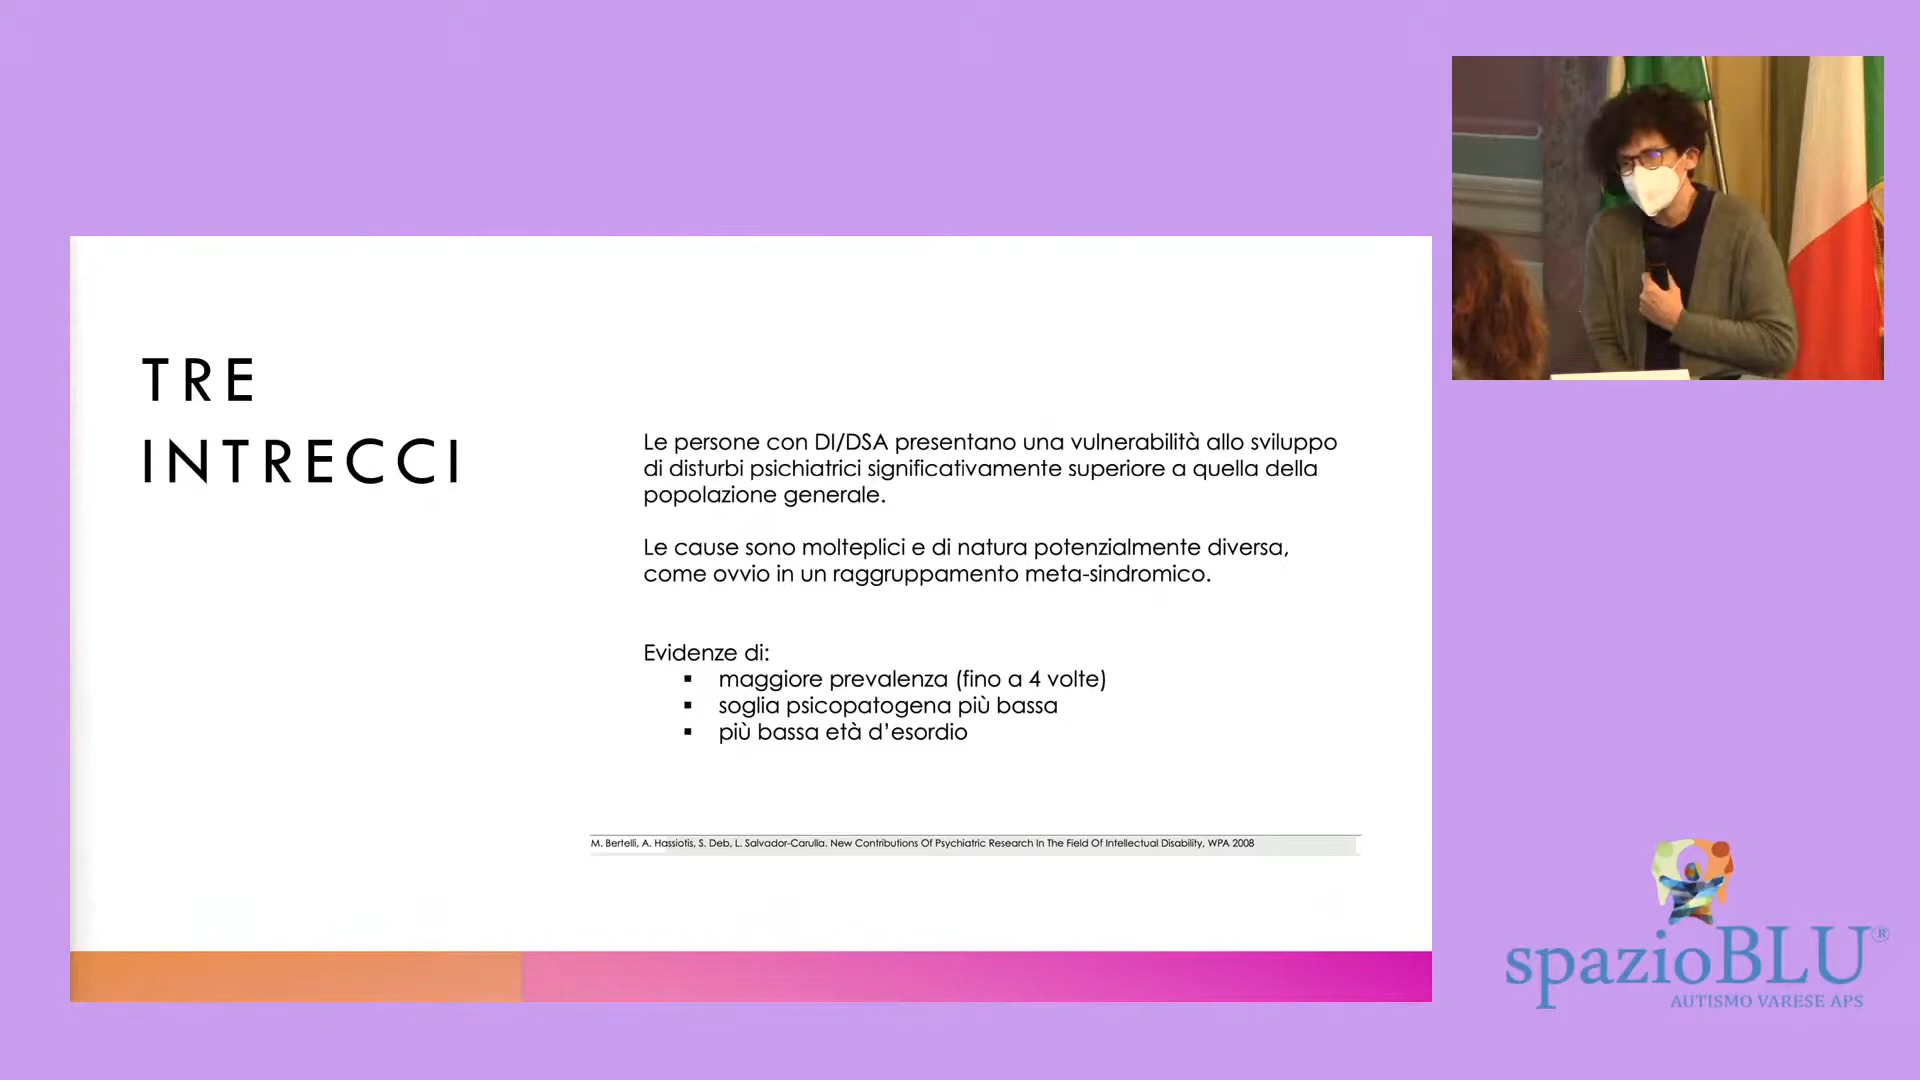 TRE
INTRECCI
Le persone con DI/DSA presentano una vulnerabilità allo sviluppo
di disturbi psichiatrici significativamente superiore a quella della
popolazione generale.
Le cause sono molteplici e di natura potenzialmente diversa,
come ovvio in un raggruppamento meta-sindromico.
Evidenze di:
▪ maggiore prevalenza (fino a 4 volte)
▪ soglia psicopatogena più bassa
▪ più bassa età d’esordio
M. Bertelli, A. Hassiotis, S. Deb, L. Salvador-Carulla. New Contributions Of Psychiatric Research In The Field Of Intellectual Disability, WPA 2008
spazioBLU®
AUTISMO VARESE APS